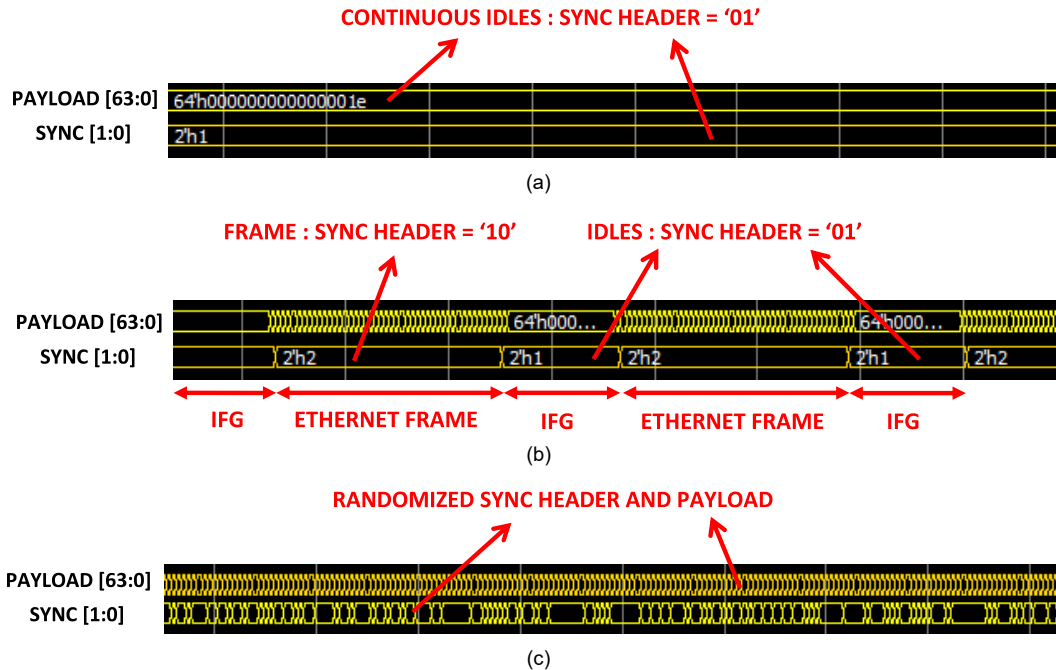 CONTINUOUS IDLES : SYNC HEADER = ‘01’
PAYLOAD [63:0]
64'h000000000000001e
SYNC [1:0]
2'h1
(a)
FRAME : SYNC HEADER = ‘10’
IDLES : SYNC HEADER = ‘01’
PAYLOAD [63:0]
64'h000...
64'h000...
SYNC [1:0]
2'h2
2'h1
2'h2
2'h1
2'h2
IFG
ETHERNET FRAME
IFG
ETHERNET FRAME
IFG
(b)
RANDOMIZED SYNC HEADER AND PAYLOAD
PAYLOAD [63:0]
SYNC [1:0]
(c)